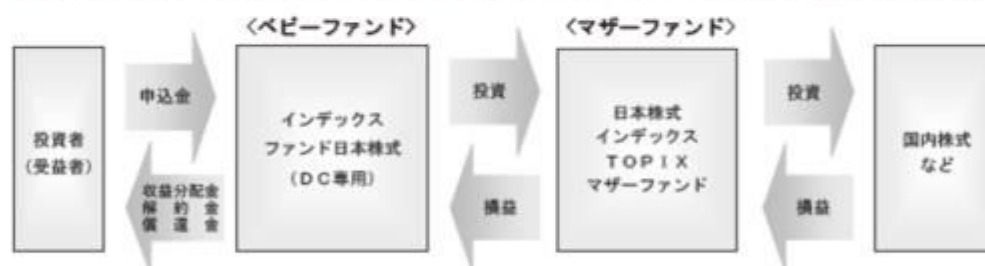 〈ベビーファンド〉
〈マザーファンド〉
投資者
(受益者)
申込金
収益分配金
解約金
償還金
インデックス
ファンド日本株式
(DC専用)
投資
損益
日本株式
インデックス
TOPIX
マザーファンド
投資
損益
国内株式
など